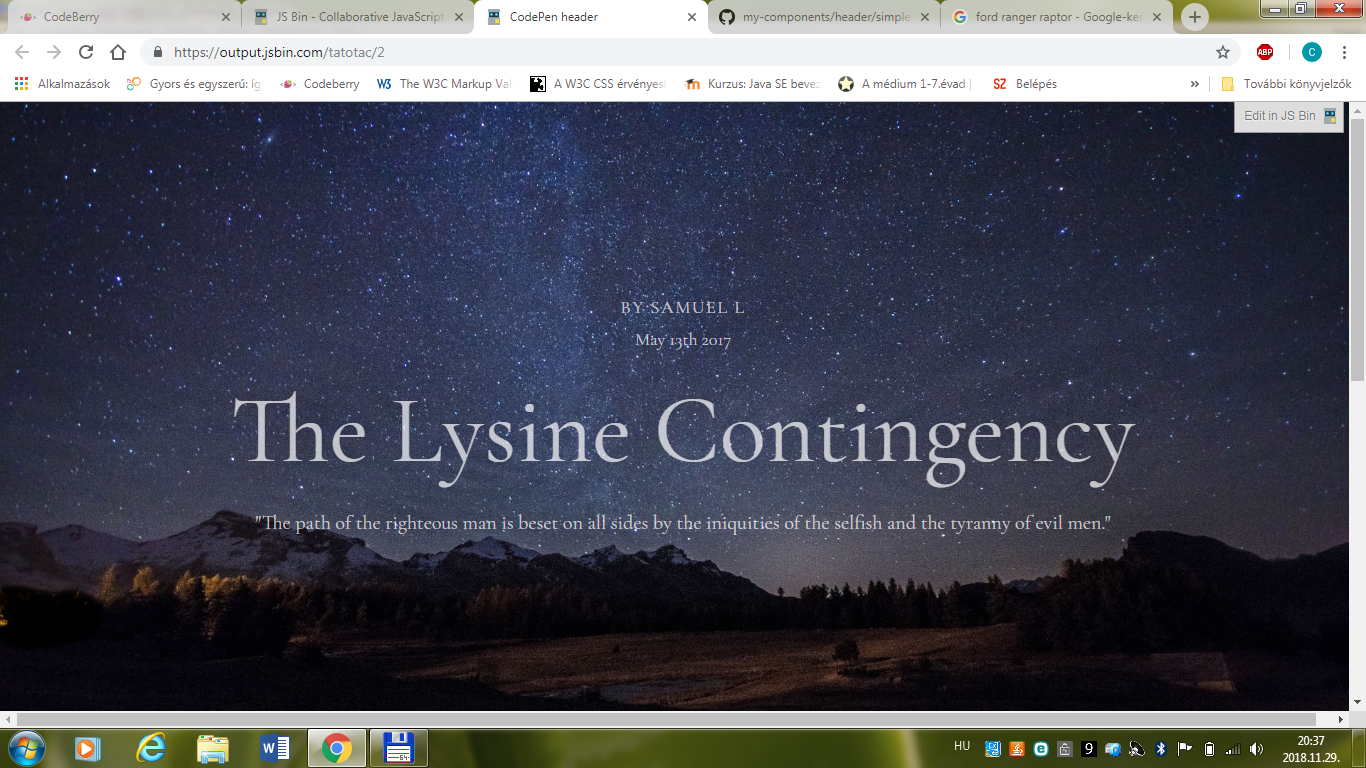 CodeBerry
JS Bin - Collaborative JavaScript
CodePen header
my-components/header/simple
ford ranger raptor - Google-ker
https://output.jsbin.com/tatotac/2
ABP
C
Alkalmazások
Gyors és egyszerű: íg
Codeberry
W3
The W3C Markup Val
A W3C CSS érvényesí
Kurzus: Java SE bevez
A médium 1-7.évad |
SZ
Belépés
»
További könyvjelzők
Edit in JS Bin
BY SAMUEL L
May 13th 2017
The Lysine Contingency
"The path of the righteous man is beset on all sides by the iniquities of the selfish and the tyranny of evil men."
HU
9
20:37
2018.11.29.